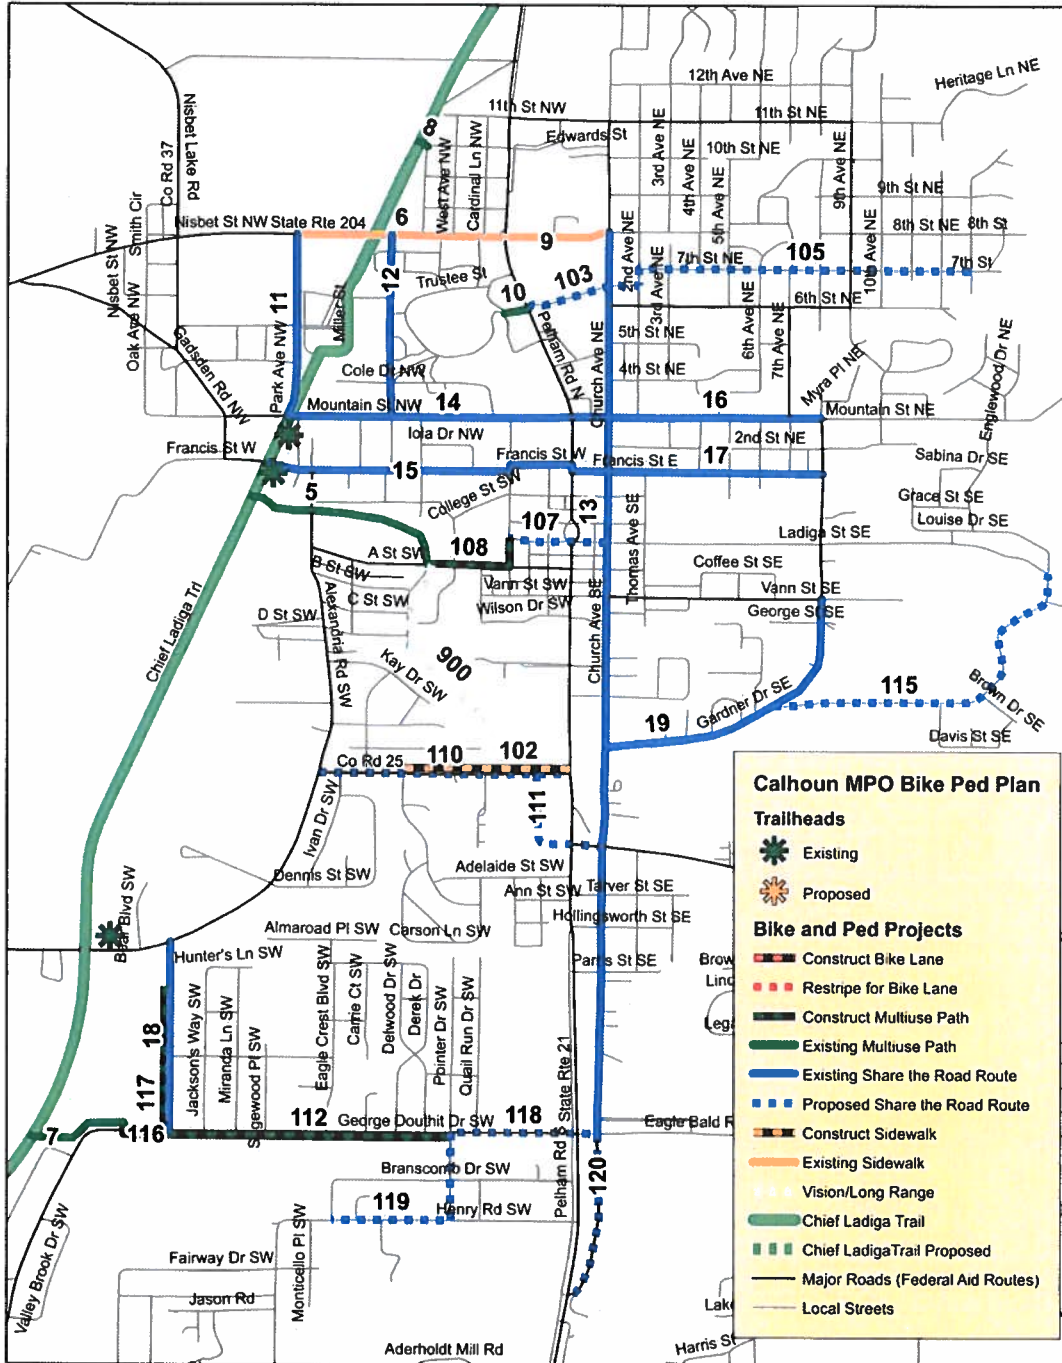 12th Ave NE
Heritage Ln NE
Nisbet Lake Rd
11th St NW
11th St NE
8
Edwards St
3rd Ave NE
10th St NE
Co Rd 37
West Ave NW
Cardinal Ln NW
4th Ave NE
5th Ave NE
9th Ave NE
9th St NE
Smith Cir
Nisbet St NW
State Rte 204
6
9
2nd Ave NE
8th St NE
8th St
Nisbet St NW
7th St NE
105
7th St
12
Trustee St
103
10
3rd Ave NE
10th Ave NE
6th St NE
11
Miller St
Oak Ave NW
Gadsden Rd NW
Park Ave NW
Pelham Rd N
Church Ave NE
5th St NE
6th Ave NE
7th Ave NE
4th St NE
Cole Dr NW
Myra Pl NE
Englewood Dr NE
Mountain St NW
14
16
Mountain St NE
Iola Dr NW
2nd St NE
Francis St W
Francis St W
Francis St E
17
Sabina Dr SE
15
5
College St SW
Grace St SE
Louise Dr SE
107
13
Thomas Ave SE
Ladiga St SE
A St SW
108
B St SW
Coffee St SE
Vann St SW
Vann St SE
C St SW
Wilson Dr SW
George St SE
D St SW
Alexandria Rd SW
Chief Ladiga Trl
Kay Dr SW
900
Church Ave SE
115
Brown Dr SE
Gardner Dr SE
19
Davis St SE
Co Rd 25
110
102
111
Ivan Dr SW
Dennis St SW
Adelaide St SW
Ann St SW
Tarver St SE
Hollingsworth St SE
Bear Blvd SW
Almaroad Pl SW
Carson Ln SW
Hunter's Ln SW
Parris St SE
Brow
Linc
Lega
18
117
Jackson's Way SW
Miranda Ln SW
Sagewood Pl SW
Eagle Crest Blvd SW
Carrie Ct SW
Delwood Dr SW
Derek Dr
Pointer Dr SW
Quail Run Dr SW
Pelham Rd S
State Rte 21
7
116
112
George Douthit Dr SW
118
Eagle Bald R
Branscomb Dr SW
120
119
Henry Rd SW
Monticello Pl SW
Valley Brook Dr SW
Fairway Dr SW
Jason Rd
Aderholdt Mill Rd
Lake
Harris St
Calhoun MPO Bike Ped Plan
Trailheads
Existing
Proposed
Bike and Ped Projects
Construct Bike Lane
Restripe for Bike Lane
Construct Multiuse Path
Existing Multiuse Path
Existing Share the Road Route
Proposed Share the Road Route
Construct Sidewalk
Existing Sidewalk
Vision/Long Range
Chief Ladiga Trail
Chief LadigaTrail Proposed
Major Roads (Federal Aid Routes)
Local Streets